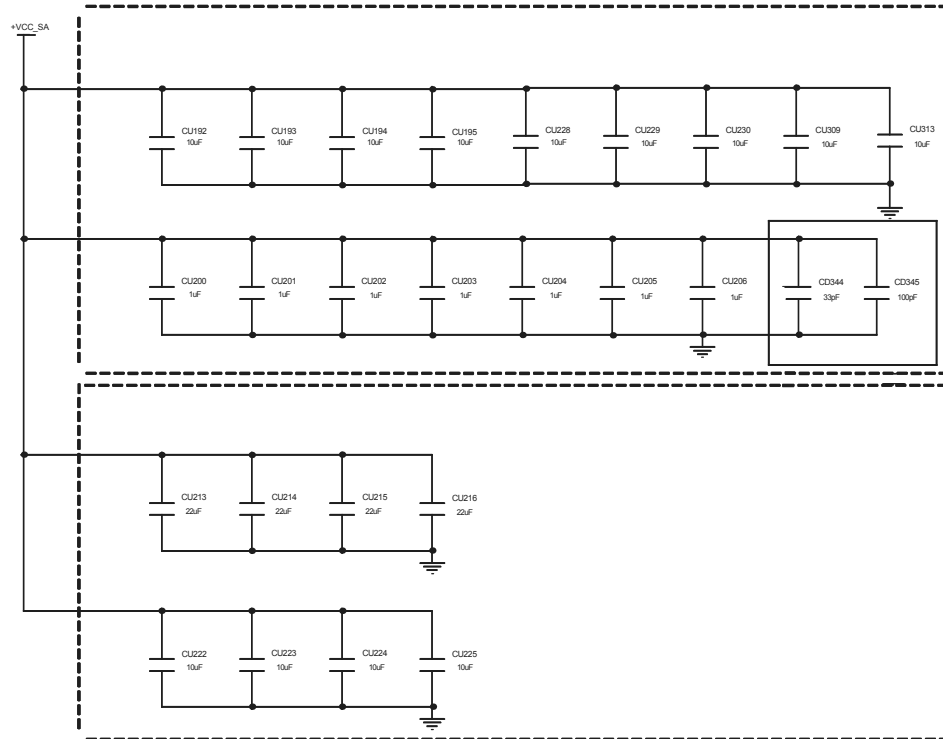 +VCC_SA
CU192 CU193 CU194 CU195 CU228 CU229 CU230 CU309 CU313
10uF 10uF 10uF 10uF 10uF 10uF 10uF 10uF 10uF
CU200 CU201 CU202 CU203 CU204 CU205 CU206 CD344 CD345
1uF 1uF 1uF 1uF 1uF 1uF 1uF 33pF 100pF
CU213 CU214 CU215 CU216
22uF 22uF 22uF 22uF
CU222 CU223 CU224 CU225
10uF 10uF 10uF 10uF